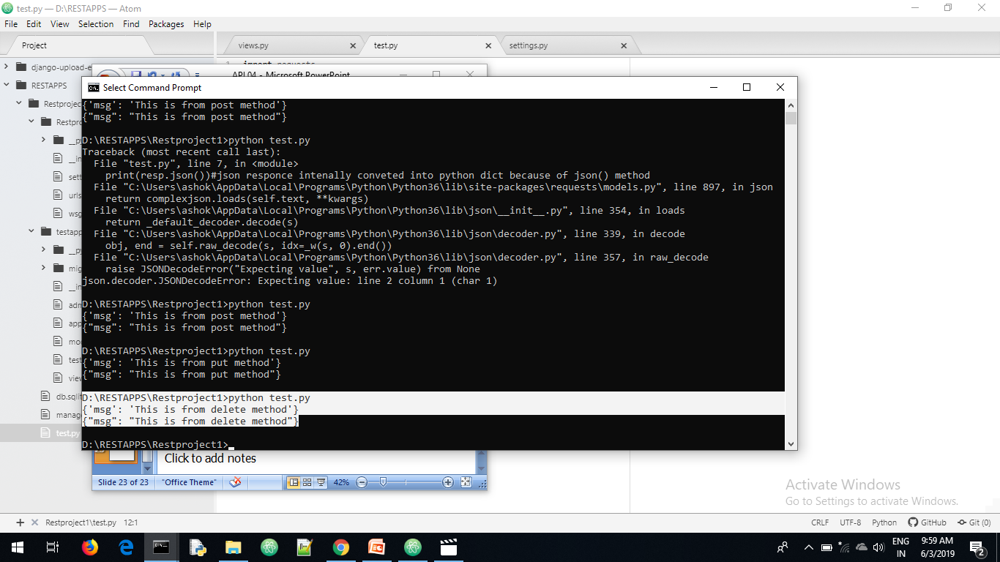 test.py — D:\RESTAPPS — Atom
File Edit View Selection Find Packages Help
Project
views.py
test.py
settings.py
django-upload-e
RESTAPPS
Restprojec
Restpro
__py
__in
sett
urls
wsg
testapp
__py
mig
__in
adm
app
mo
test
view
db.sqlit
manag
test.py
1 import requests
API 04 - Microsoft PowerPoint
Select Command Prompt
{'msg': 'This is from post method'}
{"msg": "This is from post method"}
D:\RESTAPPS\Restproject1>python test.py
Traceback (most recent call last):
  File "test.py", line 7, in <module>
    print(resp.json())#json responce intenally conveted into python dict because of json() method
  File "C:\Users\ashok\AppData\Local\Programs\Python\Python36\lib\site-packages\requests\models.py", line 897, in json
    return complexjson.loads(self.text, **kwargs)
  File "C:\Users\ashok\AppData\Local\Programs\Python\Python36\lib\json\__init__.py", line 354, in loads
    return _default_decoder.decode(s)
  File "C:\Users\ashok\AppData\Local\Programs\Python\Python36\lib\json\decoder.py", line 339, in decode
    obj, end = self.raw_decode(s, idx=_w(s, 0).end())
  File "C:\Users\ashok\AppData\Local\Programs\Python\Python36\lib\json\decoder.py", line 357, in raw_decode
    raise JSONDecodeError("Expecting value", s, err.value) from None
json.decoder.JSONDecodeError: Expecting value: line 2 column 1 (char 1)
D:\RESTAPPS\Restproject1>python test.py
{'msg': 'This is from post method'}
{"msg": "This is from post method"}
D:\RESTAPPS\Restproject1>python test.py
{'msg': 'This is from put method'}
{"msg": "This is from put method"}
D:\RESTAPPS\Restproject1>python test.py
{'msg': 'This is from delete method'}
{"msg": "This is from delete method"}
D:\RESTAPPS\Restproject1>
Click to add notes
Slide 23 of 23 "Office Theme" 42%
Activate Windows
Go to Settings to activate Windows.
Restproject1\test.py 12:1
CRLF UTF-8 Python GitHub Git (0)
ENG
IN
9:59 AM
6/3/2019
2